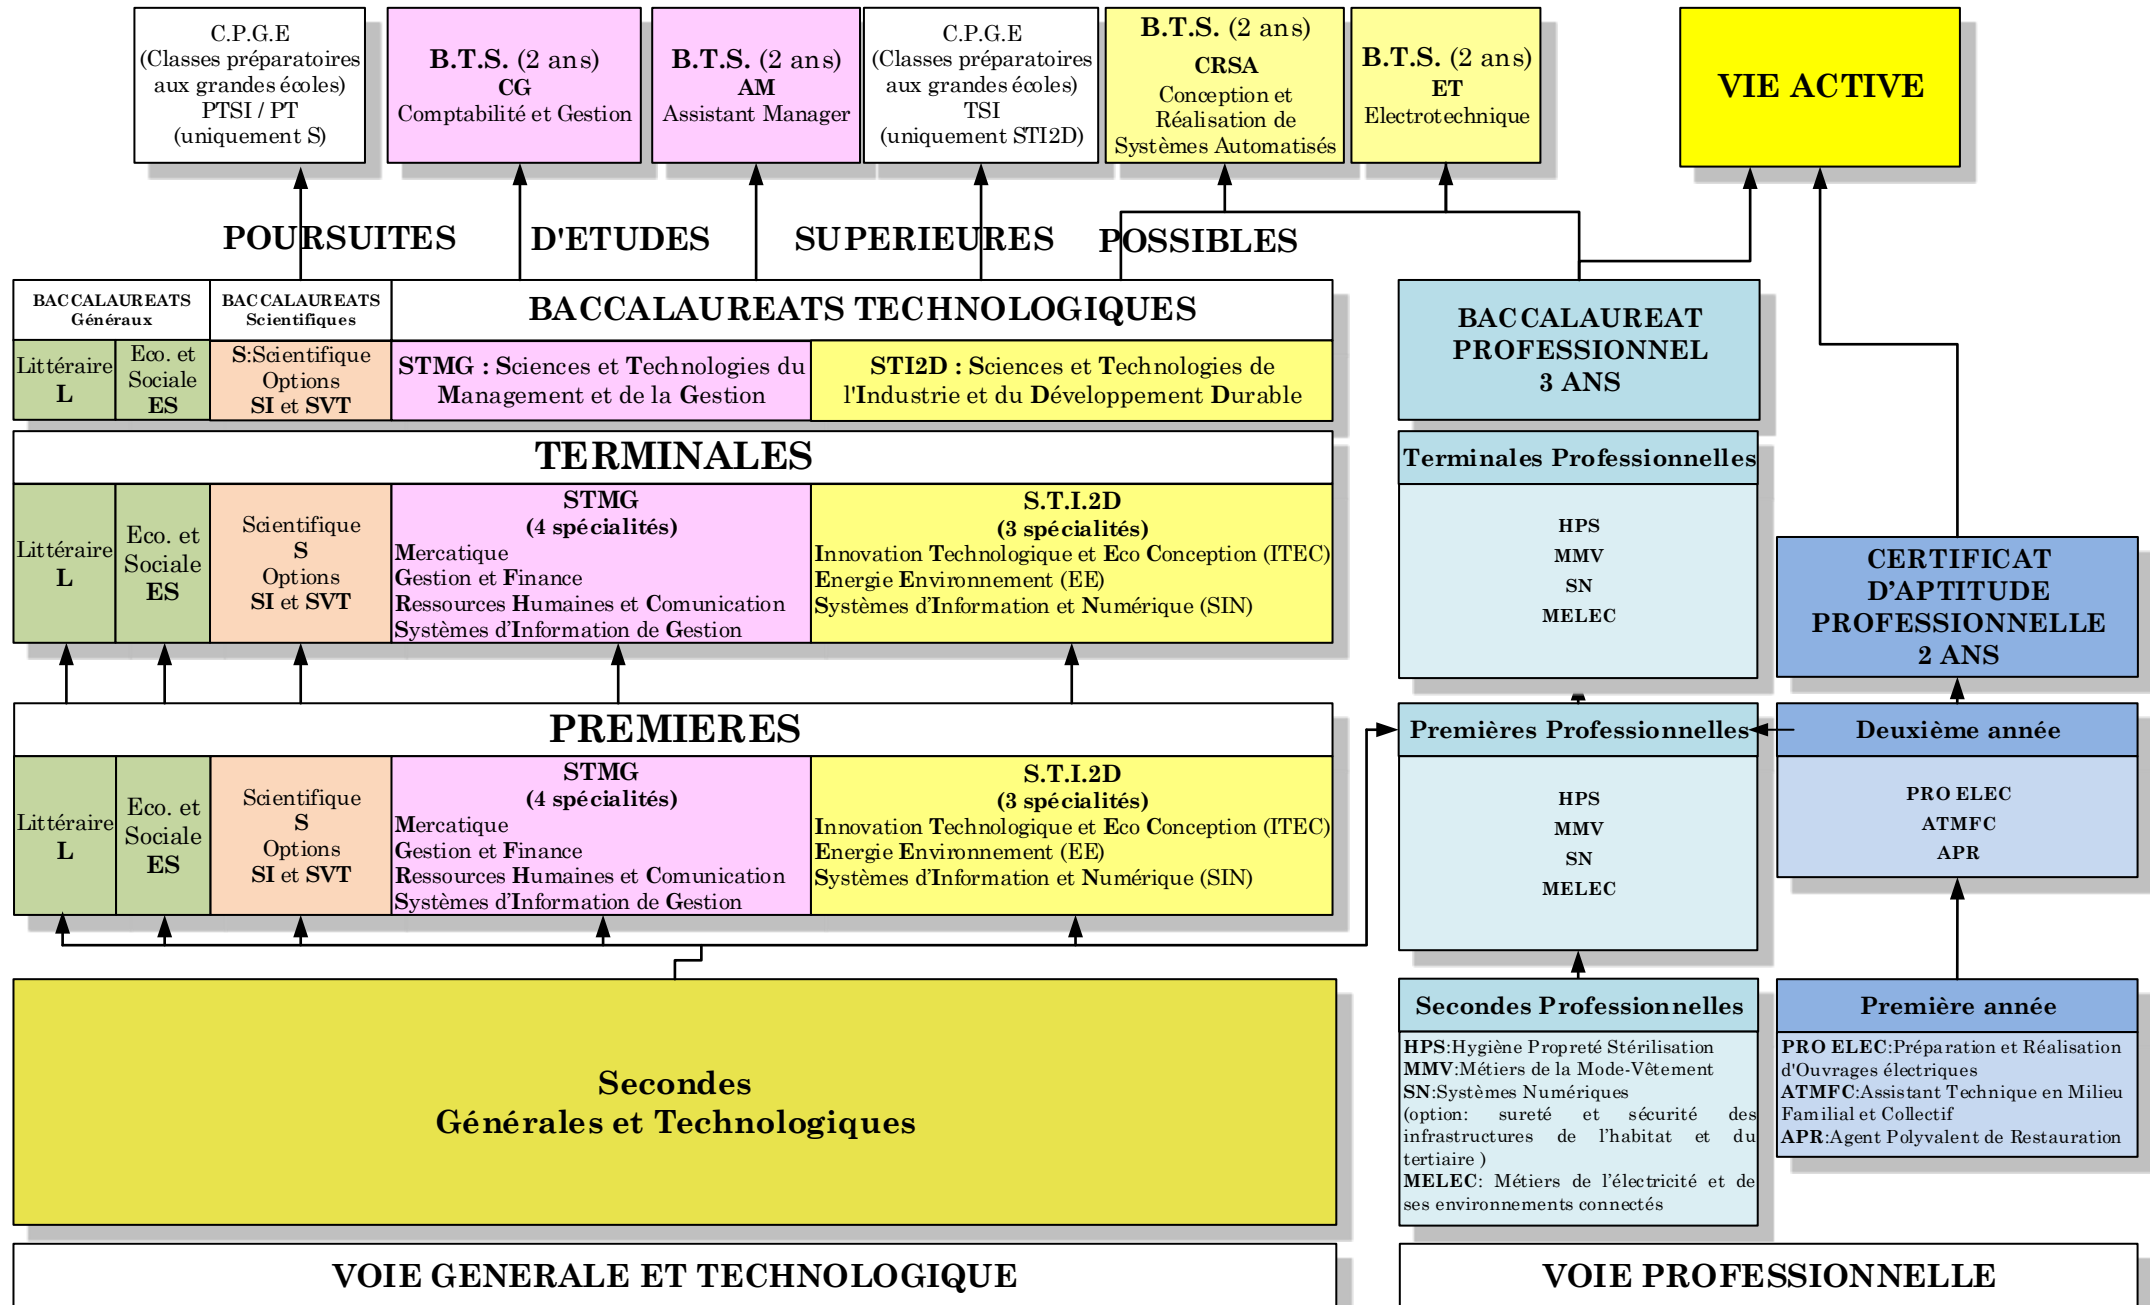 C.P.G.E
(Classes préparatoires
aux grandes écoles)
PTSI / PT
(uniquement S)
B.T.S. (2 ans)
CG
Comptabilité et Gestion
B.T.S. (2 ans)
AM
Assistant Manager
C.P.G.E
(Classes préparatoires
aux grandes écoles)
TSI
(uniquement STI2D)
B.T.S. (2 ans)
CRSA
Conception et
Réalisation de
Systèmes Automatisés
B.T.S. (2 ans)
ET
Electrotechnique
VIE ACTIVE
POURSUITES D'ETUDES SUPERIEURES POSSIBLES
BACCALAUREATS
Généraux
BACCALAUREATS
Scientifiques
BACCALAUREATS TECHNOLOGIQUES
Littéraire
L
Eco. et
Sociale
ES
S:Scientifique
Options
SI et SVT
STMG : Sciences et Technologies du
Management et de la Gestion
STI2D : Sciences et Technologies de
l'Industrie et du Développement Durable
BACCALAUREAT
PROFESSIONNEL
3 ANS
TERMINALES
Littéraire
L
Eco. et
Sociale
ES
Scientifique
S
Options
SI et SVT
STMG
(4 spécialités)
Mercatique
Gestion et Finance
Ressources Humaines et Comunication
Systèmes d'Information de Gestion
S.T.I.2D
(3 spécialités)
Innovation Technologique et Eco Conception (ITEC)
Energie Environnement (EE)
Systèmes d'Information et Numérique (SIN)
Terminales Professionnelles
HPS
MMV
SN
MELEC
CERTIFICAT
D'APTITUDE
PROFESSIONNELLE
2 ANS
PREMIERES
Littéraire
L
Eco. et
Sociale
ES
Scientifique
S
Options
SI et SVT
STMG
(4 spécialités)
Mercatique
Gestion et Finance
Ressources Humaines et Comunication
Systèmes d'Information de Gestion
S.T.I.2D
(3 spécialités)
Innovation Technologique et Eco Conception (ITEC)
Energie Environnement (EE)
Systèmes d'Information et Numérique (SIN)
Premières Professionnelles
HPS
MMV
SN
MELEC
Deuxième année
PRO ELEC
ATMFC
APR
Secondes
Générales et Technologiques
Secondes Professionnelles
HPS:Hygiène Propreté Stérilisation
MMV:Métiers de la Mode-Vêtement
SN:Systèmes Numériques
(option: sureté et sécurité des
infrastructures de l'habitat et du
tertiaire )
MELEC: Métiers de l'électricité et de
ses environnements connectés
Première année
PRO ELEC:Préparation et Réalisation
d'Ouvrages électriques
ATMFC:Assistant Technique en Milieu
Familial et Collectif
APR:Agent Polyvalent de Restauration
VOIE GENERALE ET TECHNOLOGIQUE
VOIE PROFESSIONNELLE